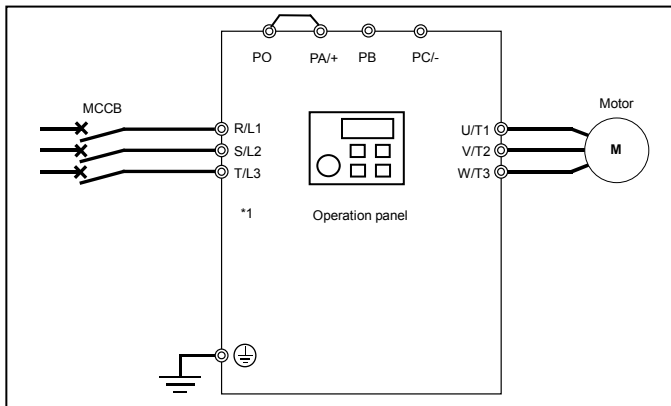 PO PA/+ PB PC/-
MCCB
Motor
R/L1
S/L2
T/L3
U/T1
V/T2
W/T3
M
*1
Operation panel